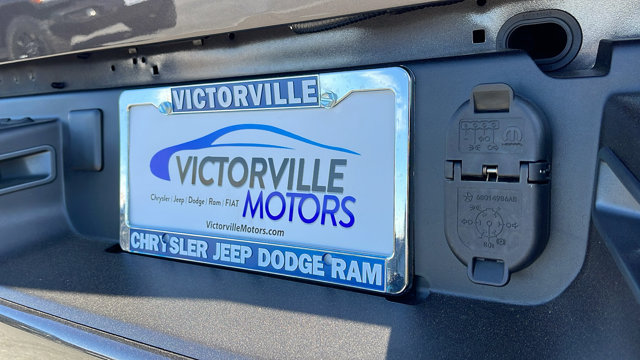 VICTORVILLE
VICTORVILLE
MOTORS
Chrysler | Jeep | Dodge | Ram | FIAT
VictorvilleMotors.com
CHRYSLER JEEP DODGE RAM